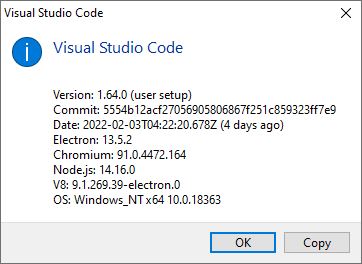 Visual Studio Code
Visual Studio Code
Version: 1.64.0 (user setup)
Commit: 5554b12acf27056905806867f251c859323ff7e9
Date: 2022-02-03T04:22:20.678Z (4 days ago)
Electron: 13.5.2
Chromium: 91.0.4472.164
Node.js: 14.16.0
V8: 9.1.269.39-electron.0
OS: Windows_NT x64 10.0.18363
OK
Copy